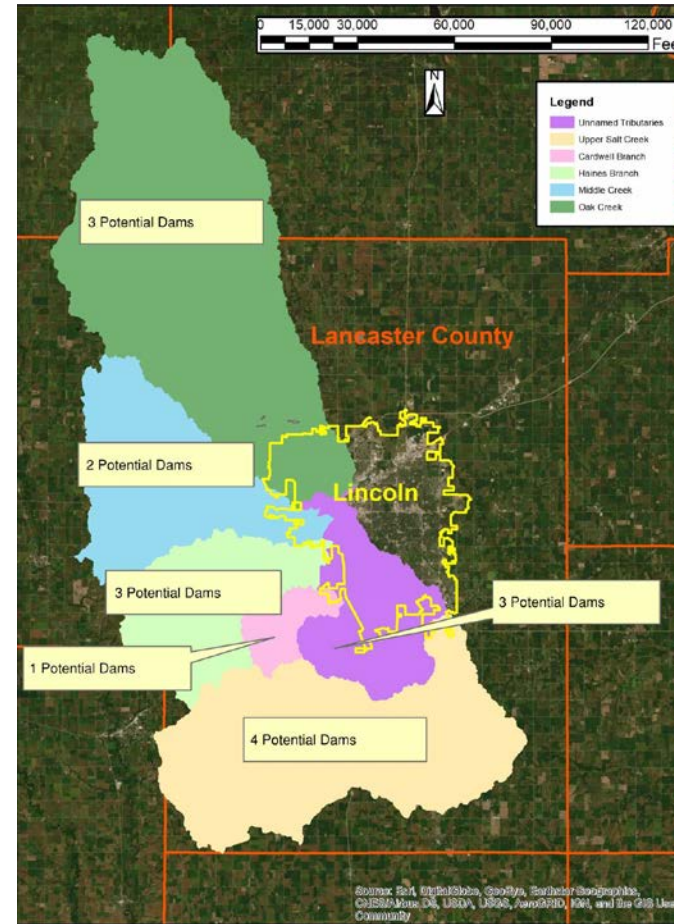 0 15,000 30,000 60,000 90,000 120,000
Fee
N
Legend
Unnamed Tributaries
Upper Salt Creek
Cardwell Branch
Haines Branch
Middle Creek
Oak Creek
3 Potential Dams
Lancaster County
2 Potential Dams
Lincoln
3 Potential Dams
3 Potential Dams
1 Potential Dams
4 Potential Dams
Source: Esri, DigitalGlobe, GeoEye, Earthstar Geographics,
CNES/Airbus DS, USDA, USGS, AeroGRID, IGN, and the GIS Use
Community